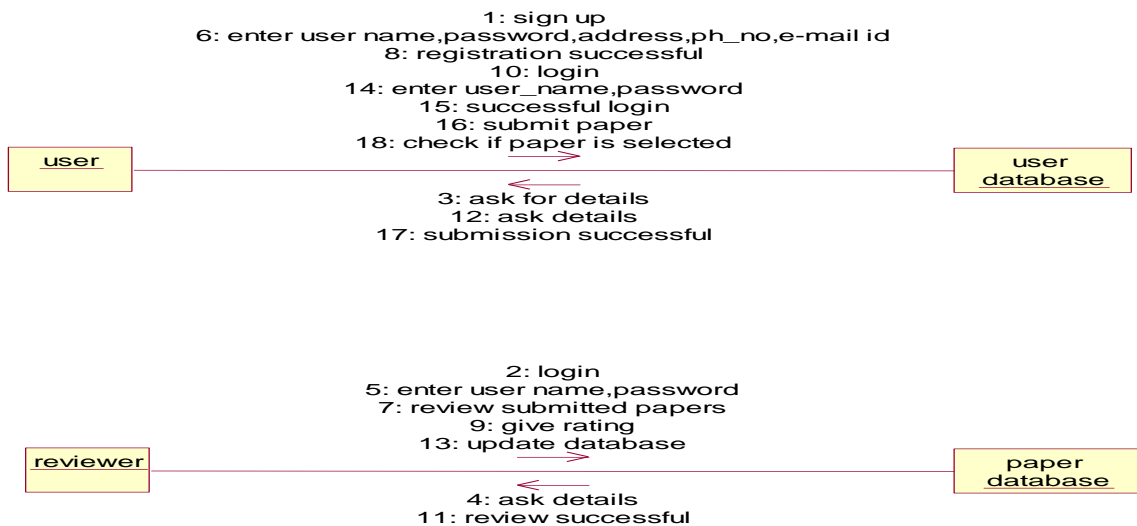 1: sign up
6: enter user name,password,address,ph_no,e-mail id
8: registration successful
10: login
14: enter user_name,password
15: successful login
16: submit paper
18: check if paper is selected
user
user
database
3: ask for details
12: ask details
17: submission successful
2: login
5: enter user name,password
7: review submitted papers
9: give rating
13: update database
reviewer
paper
database
4: ask details
11: review successful